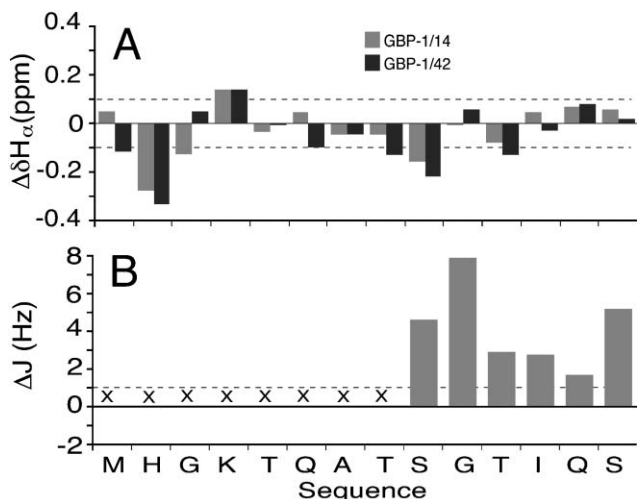 A
GBP-1/14
GBP-1/42
ΔδHα(ppm)
0.4
0.2
0
-0.2
-0.4
B
ΔJ (Hz)
8
6
4
2
0
-2
x x x x x x x x
M H G K T Q A T S G T I Q S
Sequence